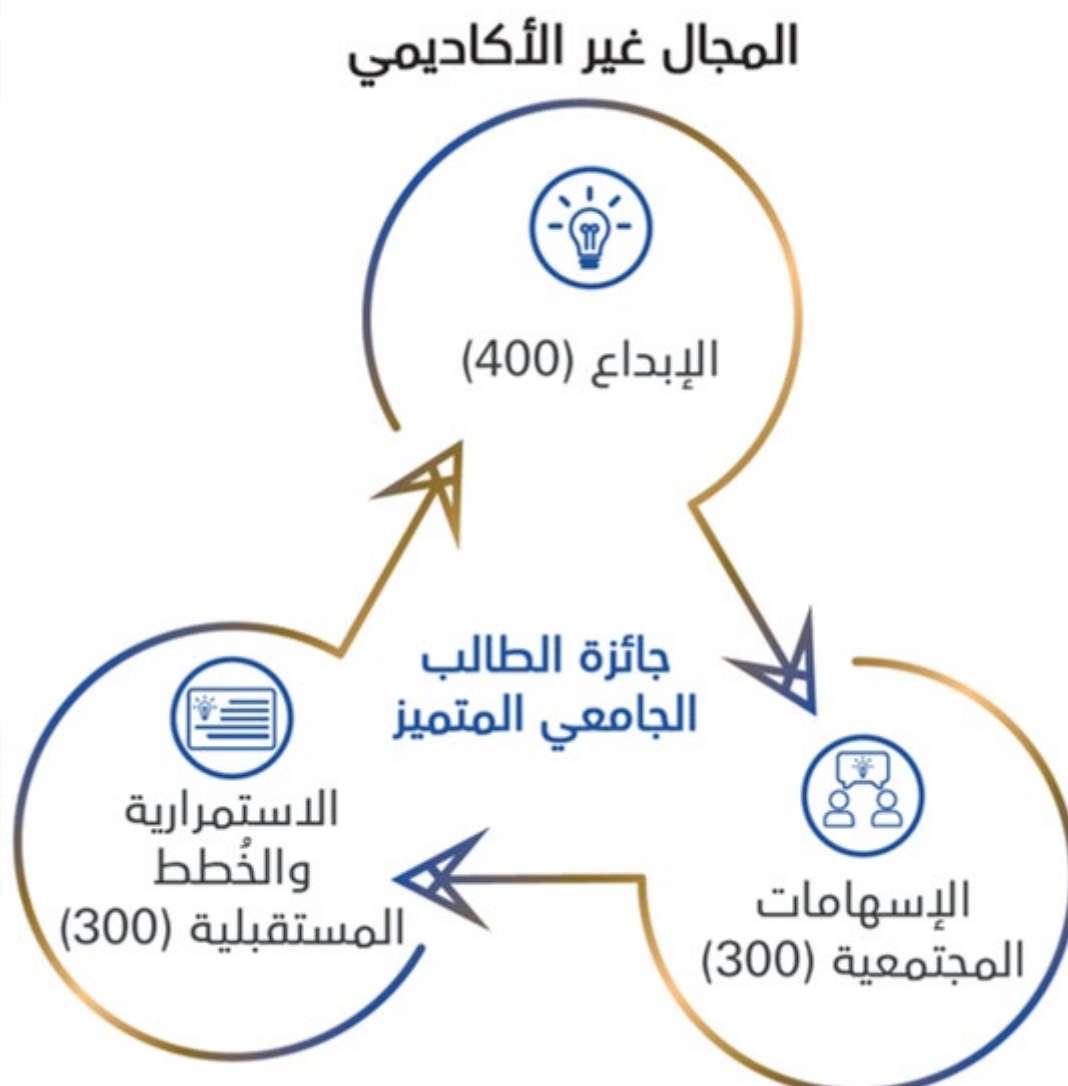 المجال غير الأكاديمي
الإبداع (400)
جائزة الطالب
الجامعي المتميز
الإسهامات
المجتمعية (300)
الاستمرارية
والخُطط
المستقبلية (300)